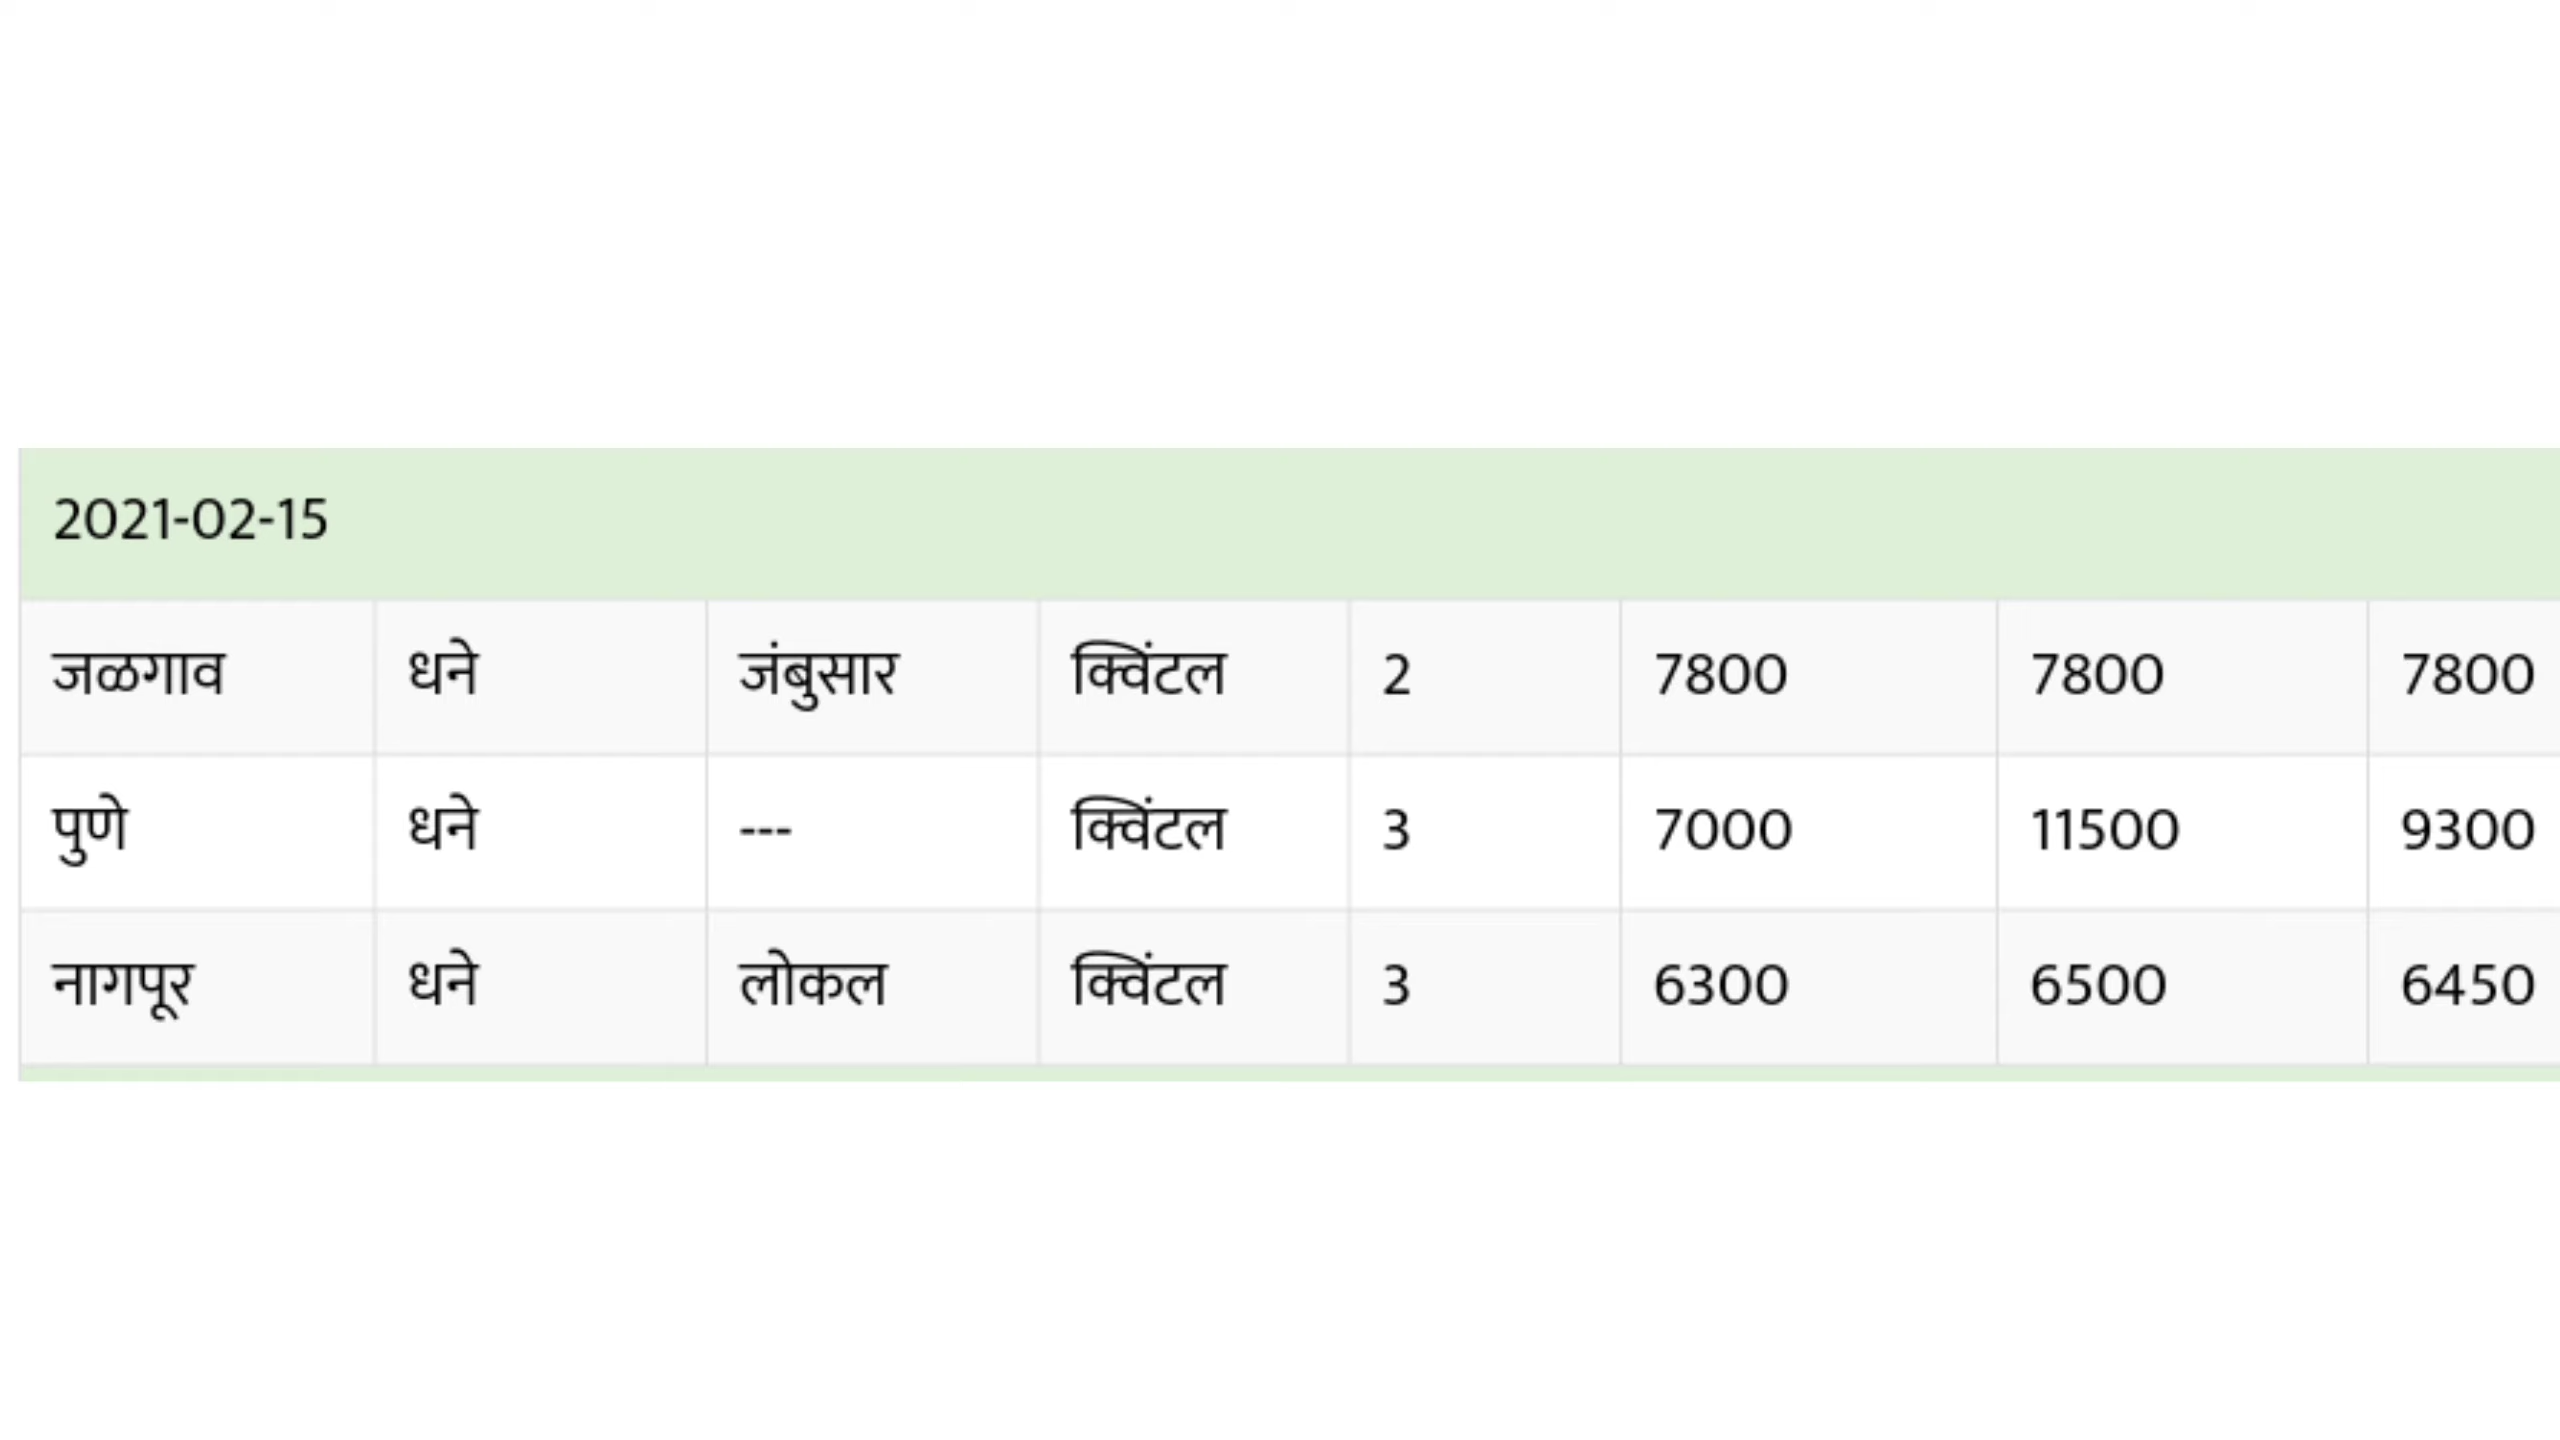 2021-02-15
जळगाव धने जंबुसार क्विंटल 2 7800 7800 7800
पुणे धने --- क्विंटल 3 7000 11500 9300
नागपूर धने लोकल क्विंटल 3 6300 6500 6450